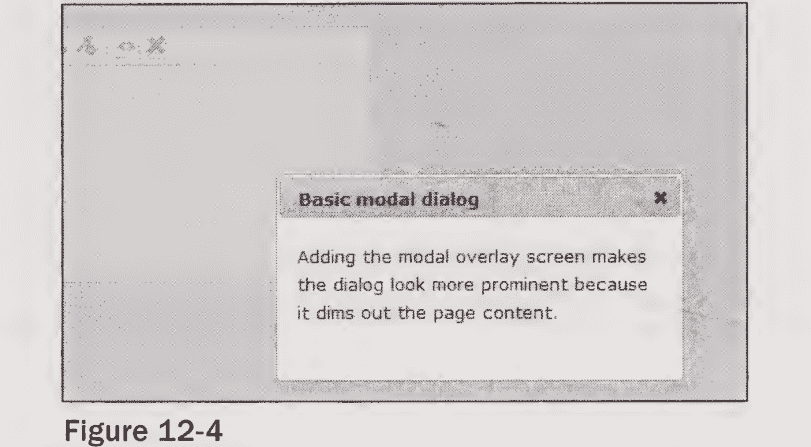 Basic modal dialog ✖
Adding the modal overlay screen makes
the dialog look more prominent because
it dims out the page content.
Figure 12-4